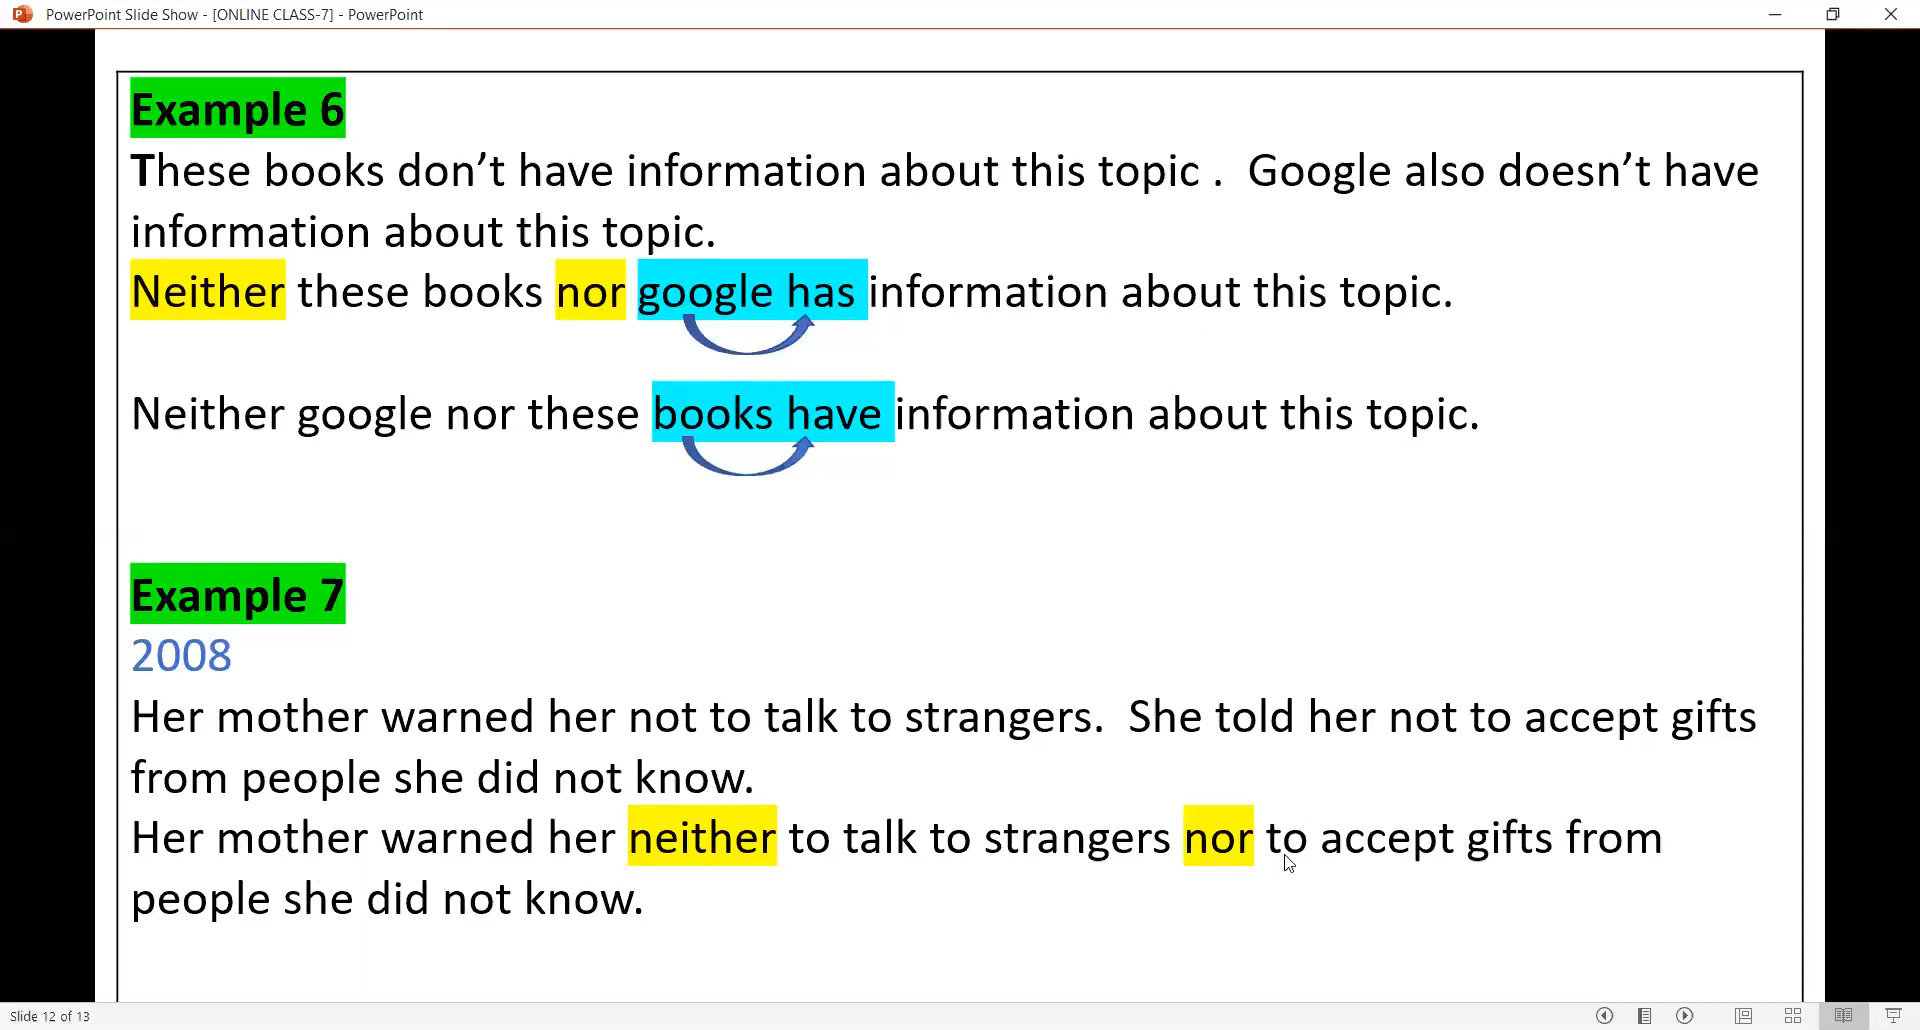 PowerPoint Slide Show - [ONLINE CLASS-7] - PowerPoint
Example 6
These books don’t have information about this topic .  Google also doesn’t have
information about this topic.
Neither these books nor google has information about this topic.
Neither google nor these books have information about this topic.
Example 7
2008
Her mother warned her not to talk to strangers.  She told her not to accept gifts
from people she did not know.
Her mother warned her neither to talk to strangers nor to accept gifts from
people she did not know.
Slide 12 of 13